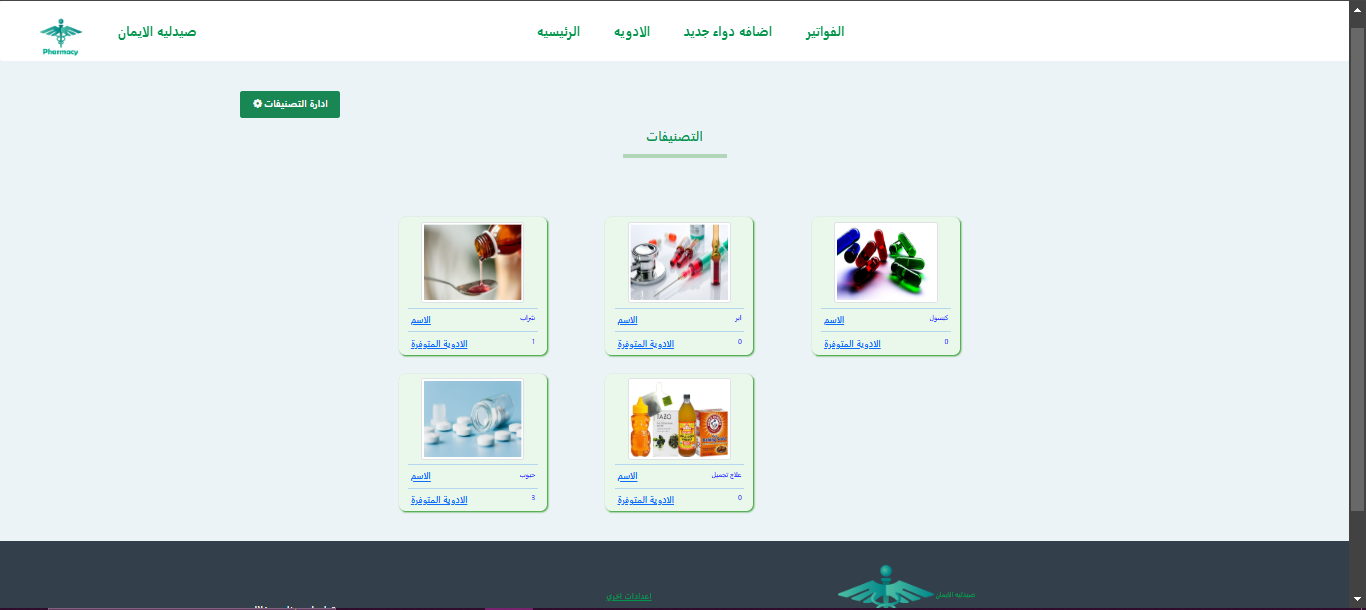 Pharmacy
صيدليه الايمان
الرئيسيه
الادويه
اضافه دواء جديد
الفواتير
ادارة التصنيفات
التصنيفات
الاسم شراب
الادوية المتوفرة 1
الاسم ابر
الادوية المتوفرة 0
الاسم كبسول
الادوية المتوفرة 0
TAZO
الاسم حبوب
الادوية المتوفرة 3
الاسم علاج تجميل
الادوية المتوفرة 0
صيدليه الايمان
اعدادات اخرى